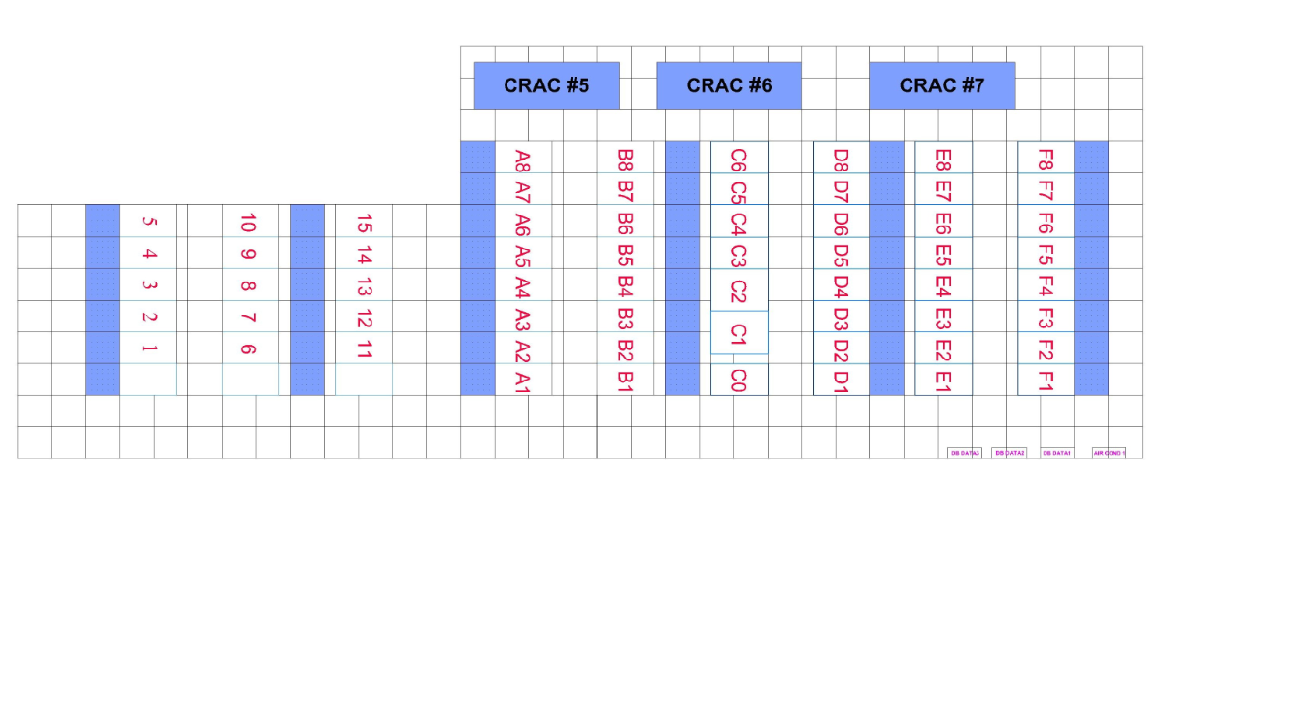 CRAC #5 CRAC #6 CRAC #7
A8 B8 C6 D8 E8 F8
A7 B7 C5 D7 E7 F7
5 10 15 A6 B6 C4 D6 E6 F6
4 9 14 A5 B5 C3 D5 E5 F5
3 8 13 A4 B4 C2 D4 E4 F4
2 7 12 A3 B3 C1 D3 E3 F3
1 6 11 A2 B2 D2 E2 F2
A1 B1 C0 D1 E1 F1
DB DATA2 DB DATA1 AIR COND 1